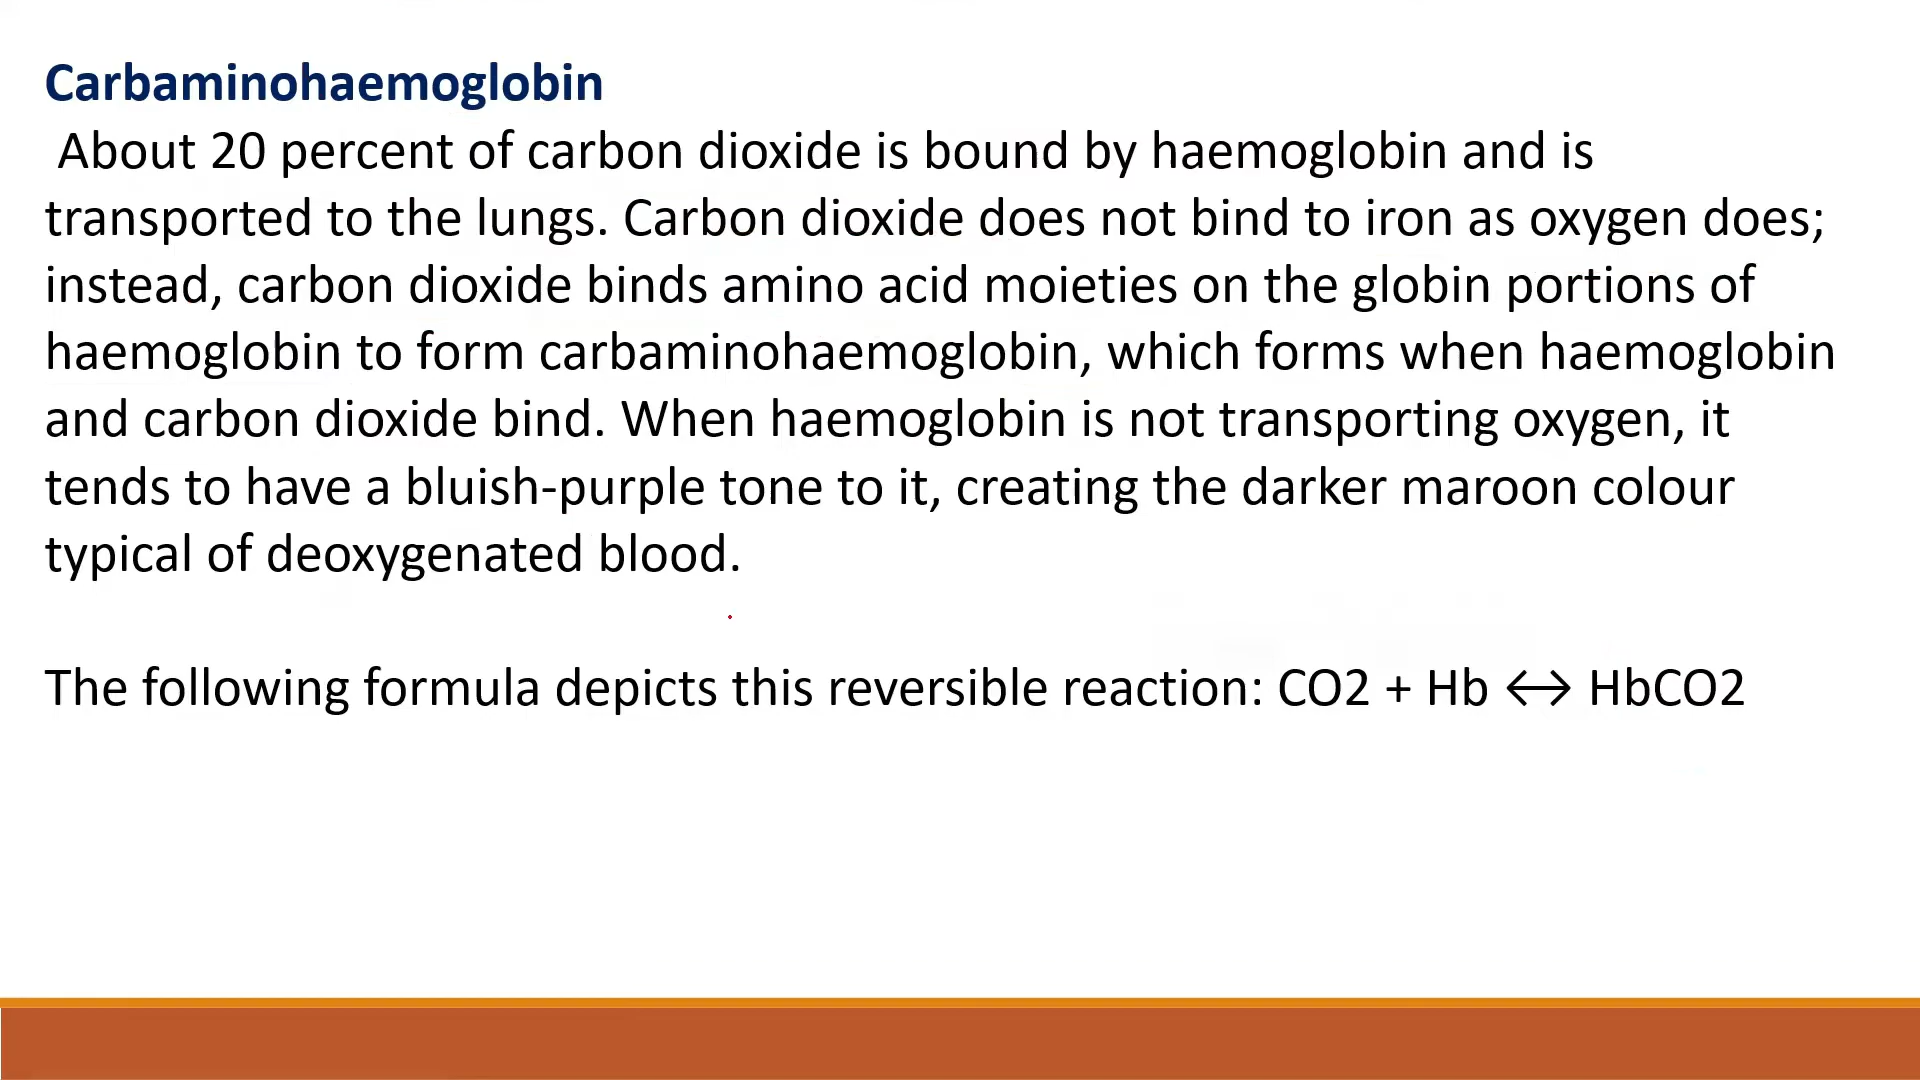 Carbaminohaemoglobin
About 20 percent of carbon dioxide is bound by haemoglobin and is
transported to the lungs. Carbon dioxide does not bind to iron as oxygen does;
instead, carbon dioxide binds amino acid moieties on the globin portions of
haemoglobin to form carbaminohaemoglobin, which forms when haemoglobin
and carbon dioxide bind. When haemoglobin is not transporting oxygen, it
tends to have a bluish-purple tone to it, creating the darker maroon colour
typical of deoxygenated blood.
The following formula depicts this reversible reaction: CO2 + Hb ↔ HbCO2